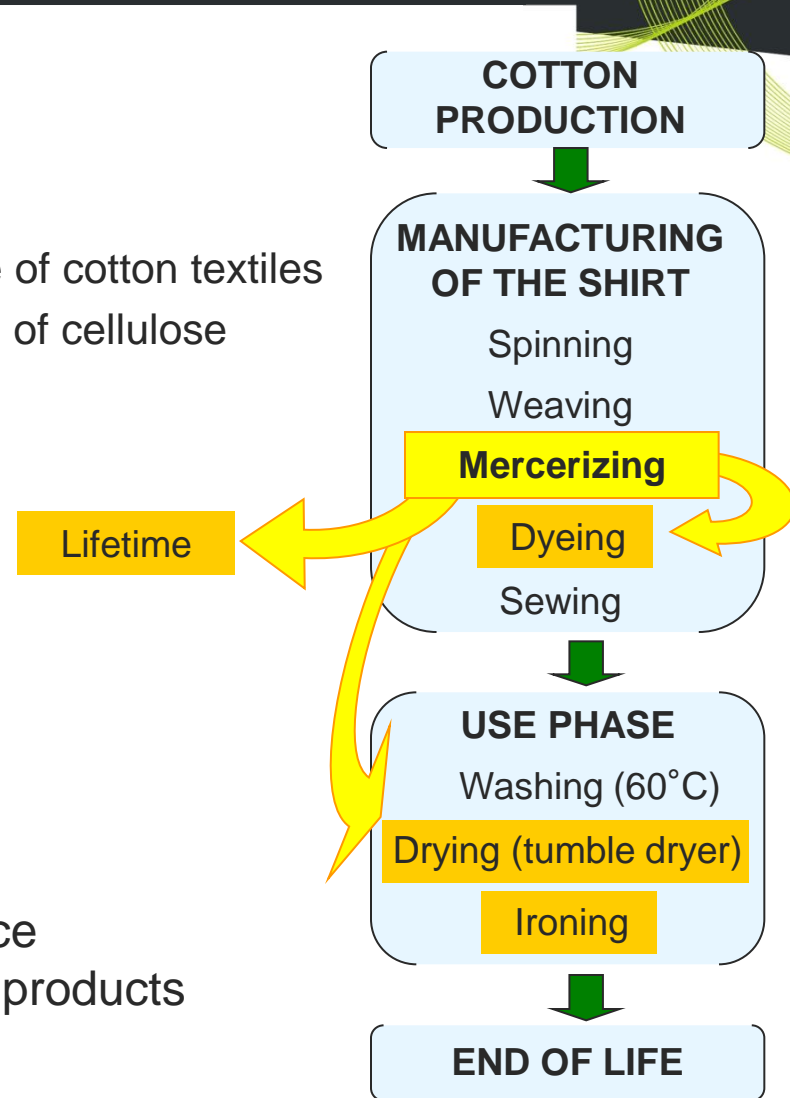 COTTON
PRODUCTION
MANUFACTURING
OF THE SHIRT
of cotton textiles
of cellulose
Spinning
Weaving
Mercerizing
Lifetime
Dyeing
Sewing
USE PHASE
Washing (60°C)
Drying (tumble dryer)
Ironing
products
END OF LIFE